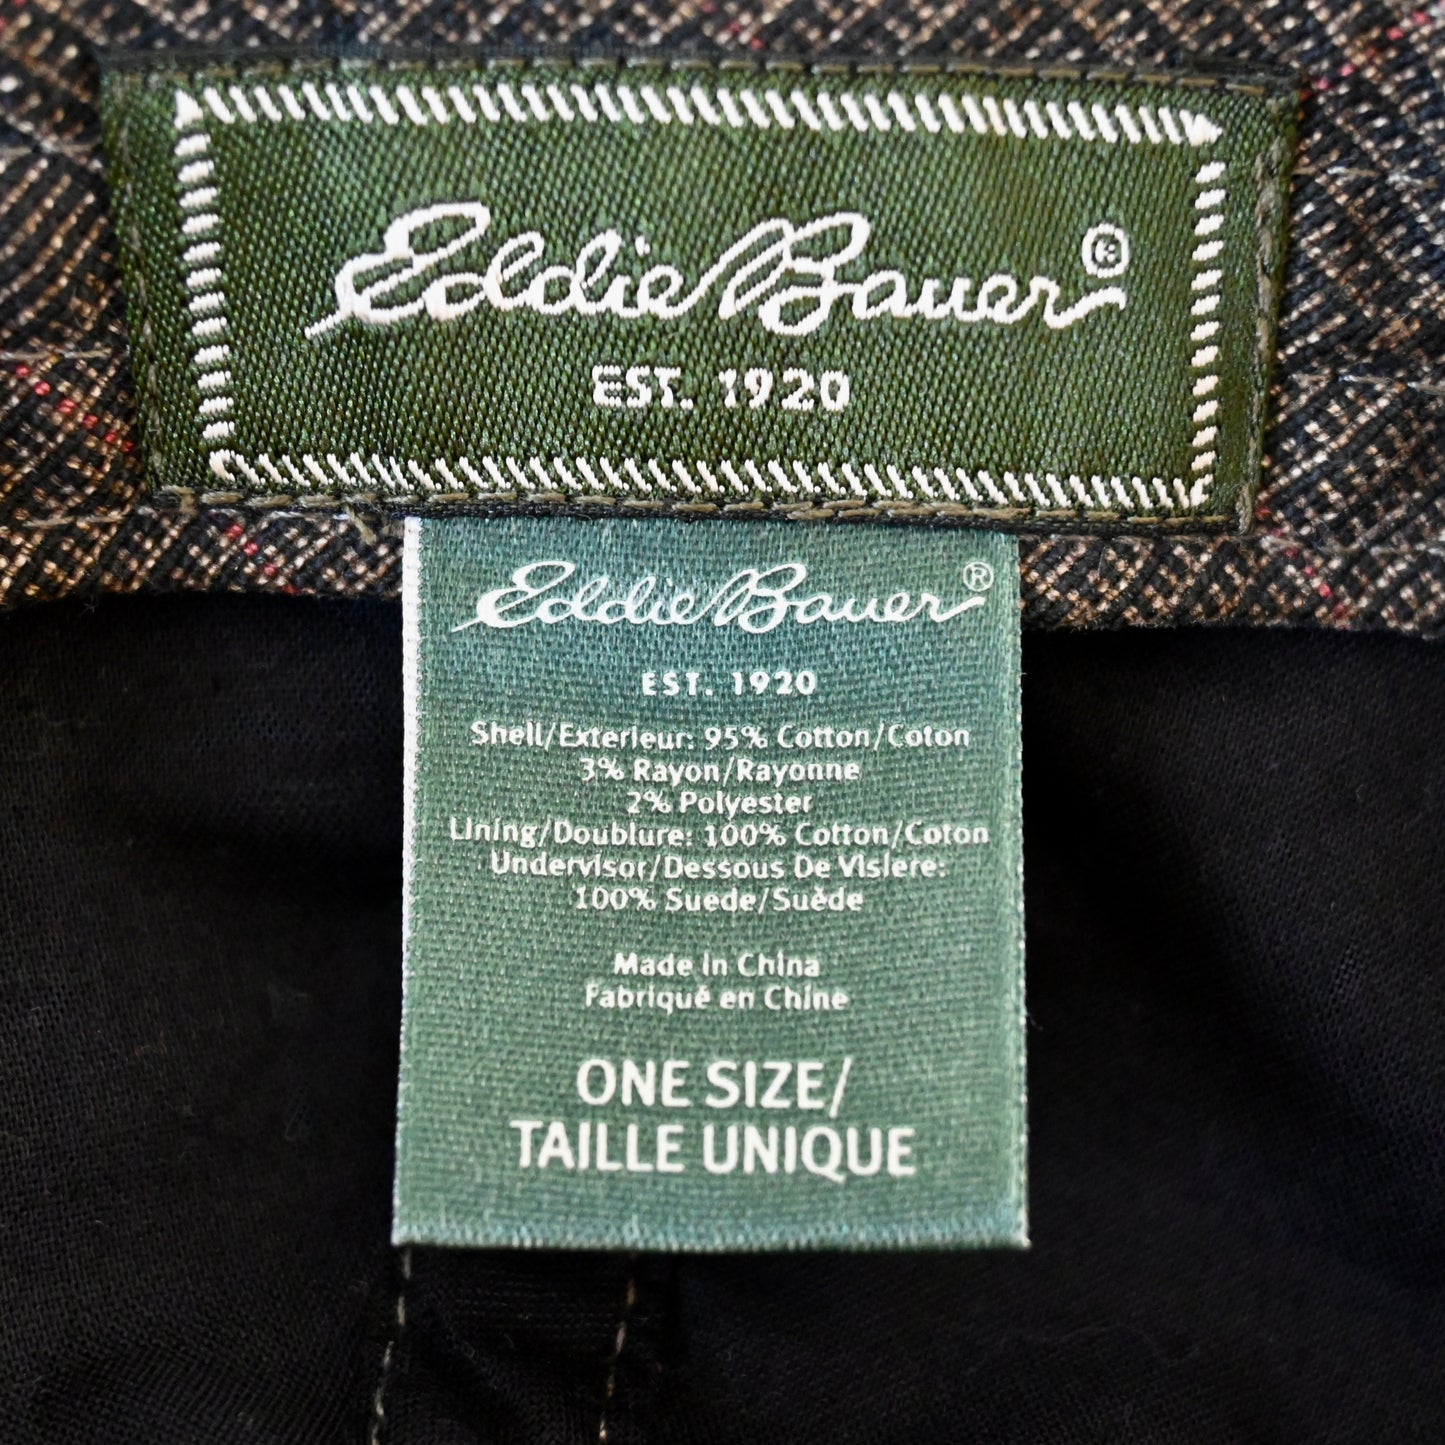 Eddie Bauer®
EST. 1920
Eddie Bauer®
EST. 1920
Shell/Exterieur: 95% Cotton/Coton
3% Rayon/Rayonne
2% Polyester
Lining/Doublure: 100% Cotton/Coton
Undervisor/Dessous De Visiere:
100% Suede/Suède
Made in China
Fabriqué en Chine
ONE SIZE/
TAILLE UNIQUE